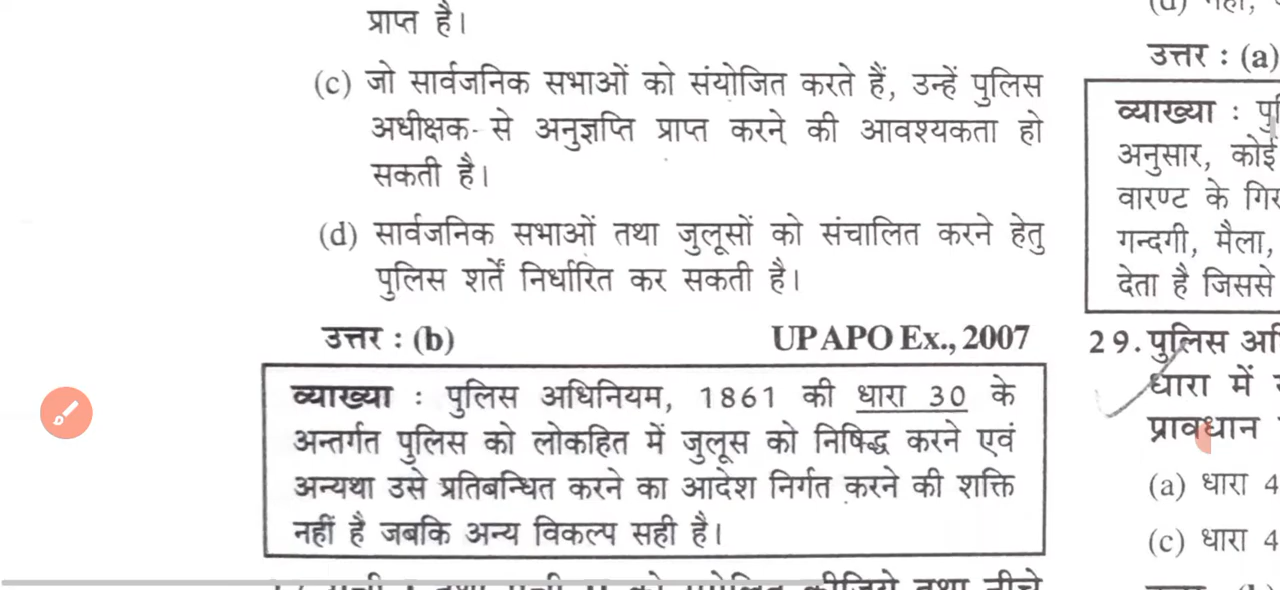 प्राप्त है।
(c) जो सार्वजनिक सभाओं को संयोजित करते हैं, उन्हें पुलिस
अधीक्षक से अनुज्ञप्ति प्राप्त करने की आवश्यकता हो
सकती है।
(d) सार्वजनिक सभाओं तथा जुलूसों को संचालित करने हेतु
पुलिस शर्तें निर्धारित कर सकती है।
उत्तर : (b) UP APO Ex., 2007
व्याख्या : पुलिस अधिनियम, 1861 की धारा 30 के
अन्तर्गत पुलिस को लोकहित में जुलूस को निषिद्ध करने एवं
अन्यथा उसे प्रतिबन्धित करने का आदेश निर्गत करने की शक्ति
नहीं है जबकि अन्य विकल्प सही है।
उत्तर : (a)
व्याख्या :
अनुसार, कोई
वारण्ट के
गन्दगी, मैला,
देता है जिससे
29. पुलिस
धारा में
प्रावधान
(a) धारा 4
(c) धारा 4